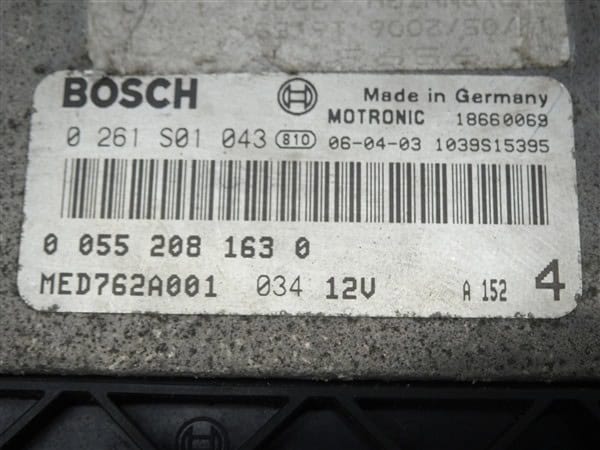 BOSCH Made in Germany
MOTRONIC 18660069
0 261 S01 043 810 06-04-03 1039S15395
0 055 208 163 0
MED762A001 034 12V A 152 4